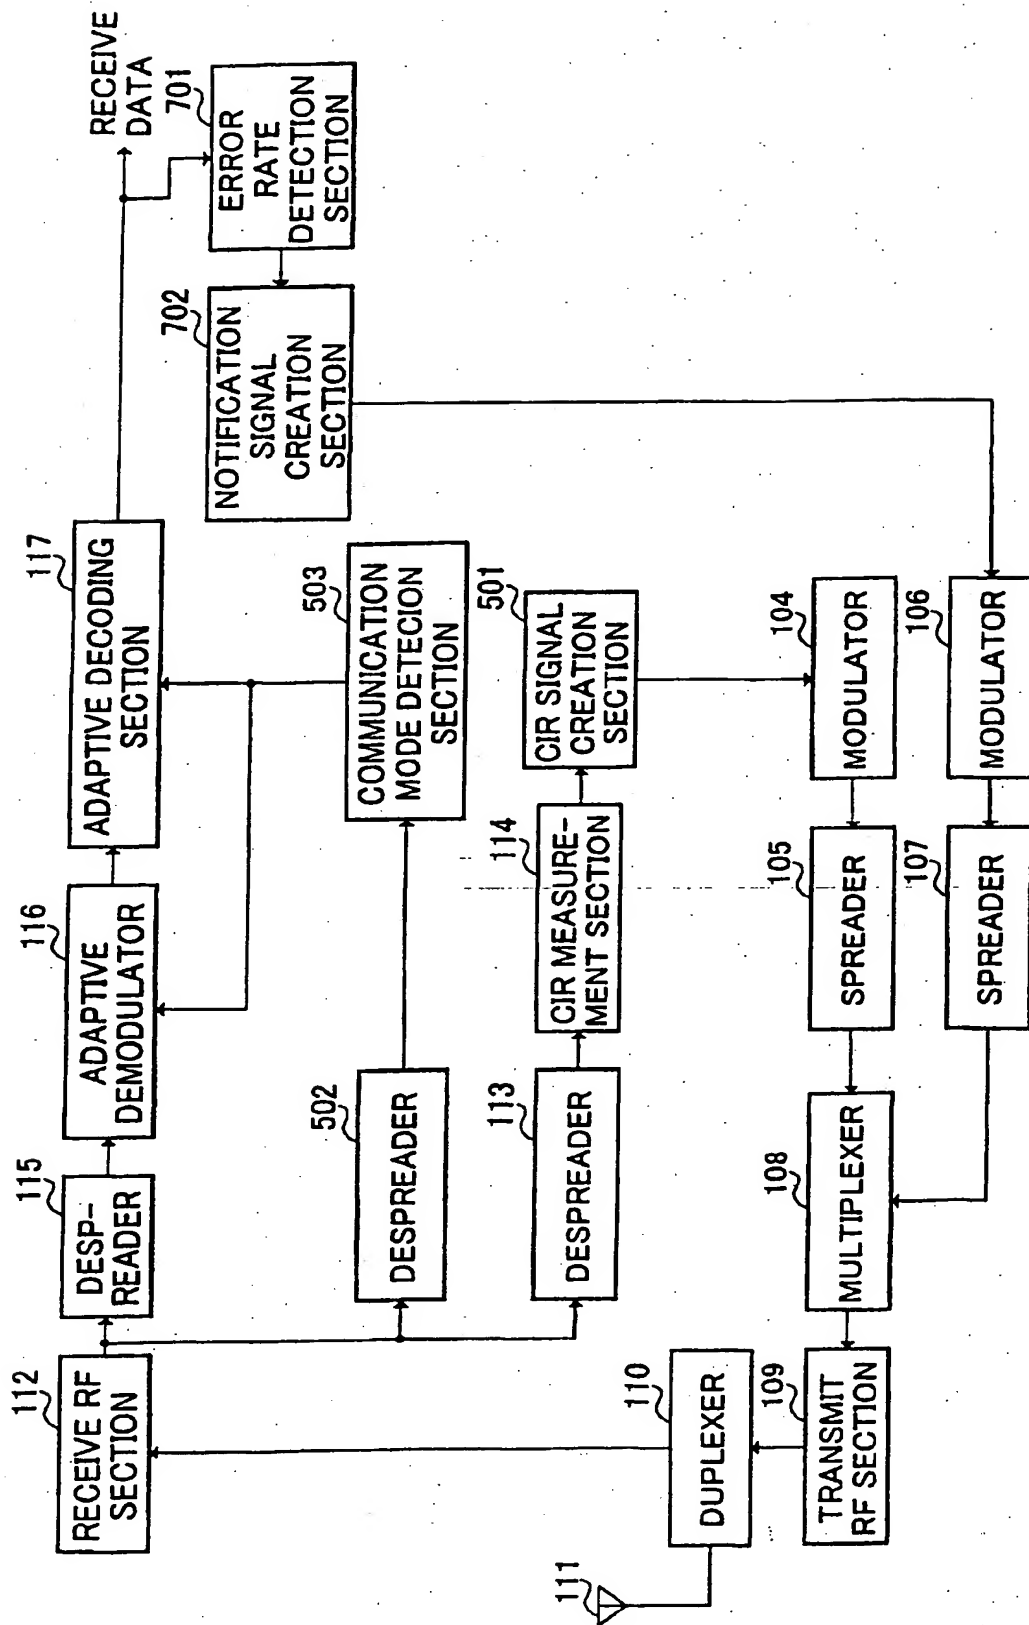 RECEIVE
DATA
701
ERROR
RATE
DETECTION
SECTION
702
NOTIFICATION
SIGNAL
CREATION
SECTION
117
ADAPTIVE DECODING
SECTION
116
ADAPTIVE
DEMODULATOR
115
DESP-
READER
112
RECEIVE RF
SECTION
503
COMMUNICATION
MODE DETECION
SECTION
502
DESPREADER
501
CIR SIGNAL
CREATION
SECTION
114
CIR MEASURE-
MENT SECTION
113
DESPREADER
104
MODULATOR
105
SPREADER
106
MODULATOR
107
SPREADER
108
MULTIPLEXER
109
TRANSMIT
RF SECTION
110
DUPLEXER
111